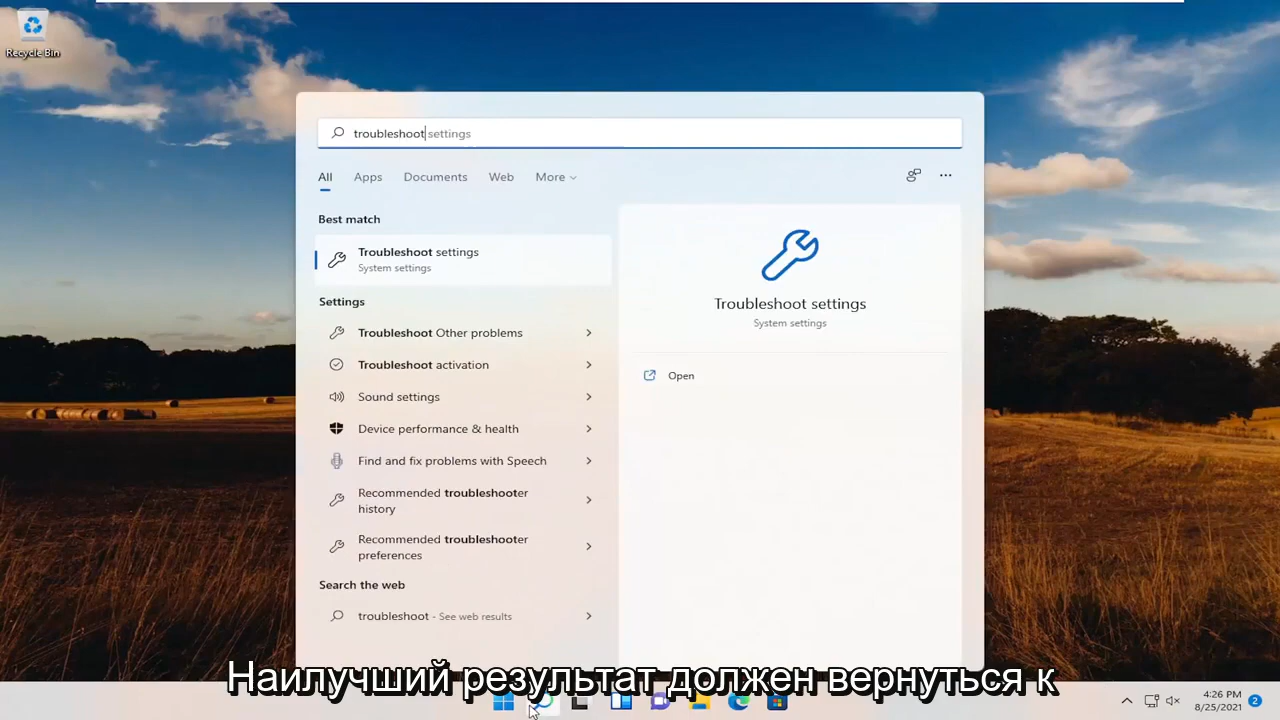 Recycle Bin
troubleshoot settings
All Apps Documents Web More
Best match
Troubleshoot settings
System settings
Settings
Troubleshoot Other problems
Troubleshoot activation
Sound settings
Device performance & health
Find and fix problems with Speech
Recommended troubleshooter
history
Recommended troubleshooter
preferences
Search the web
troubleshoot - See web results
Troubleshoot settings
System settings
Open
Наилучший результат должен вернуться к
4:26 PM
8/25/2021
2